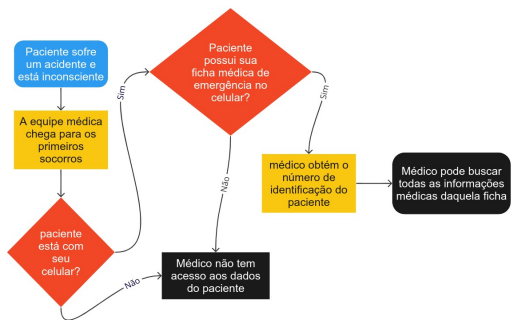 Paciente sofre
um acidente e
está inconsciente
A equipe médica
chega para os
primeiros
socorros
paciente
está com
seu
celular?
Sim
Não
Paciente
possui sua
ficha médica de
emergência no
celular?
Sim
Não
médico obtém o
número de
identificação do
paciente
Médico pode buscar
todas as informações
médicas daquela ficha
Médico não tem
acesso aos dados
do paciente